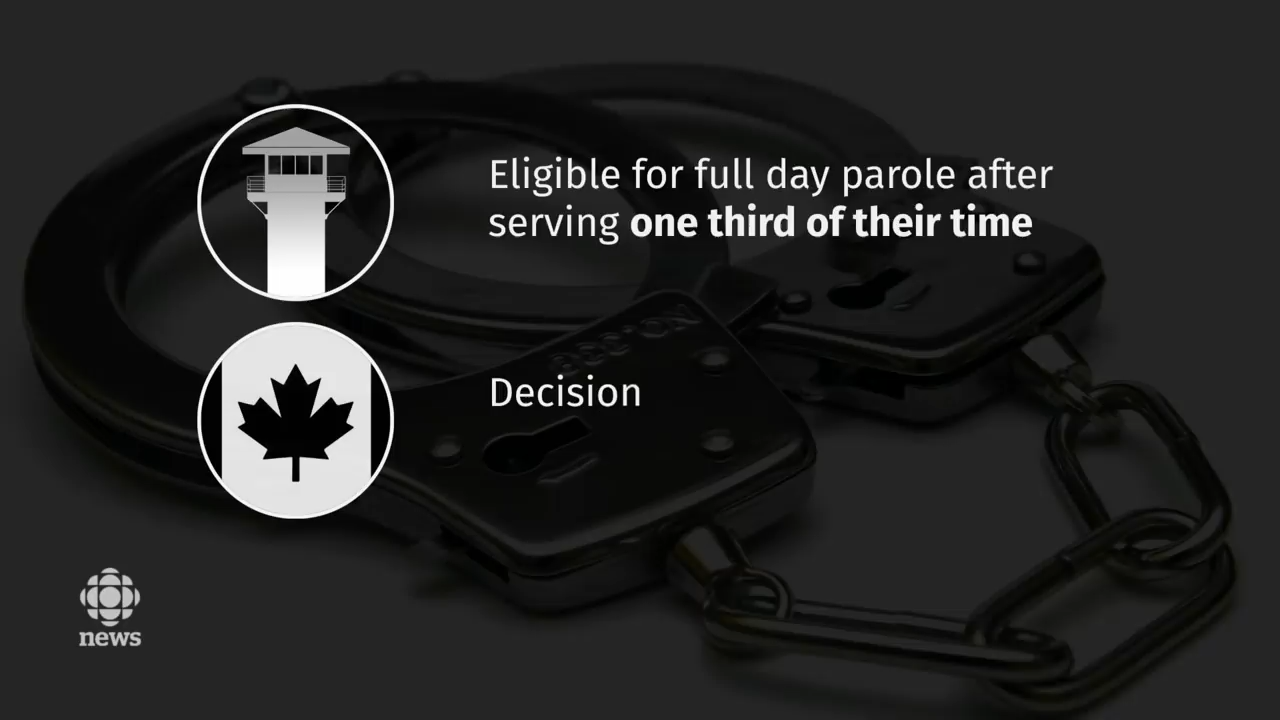 Eligible for full day parole after
serving one third of their time
Decision
news